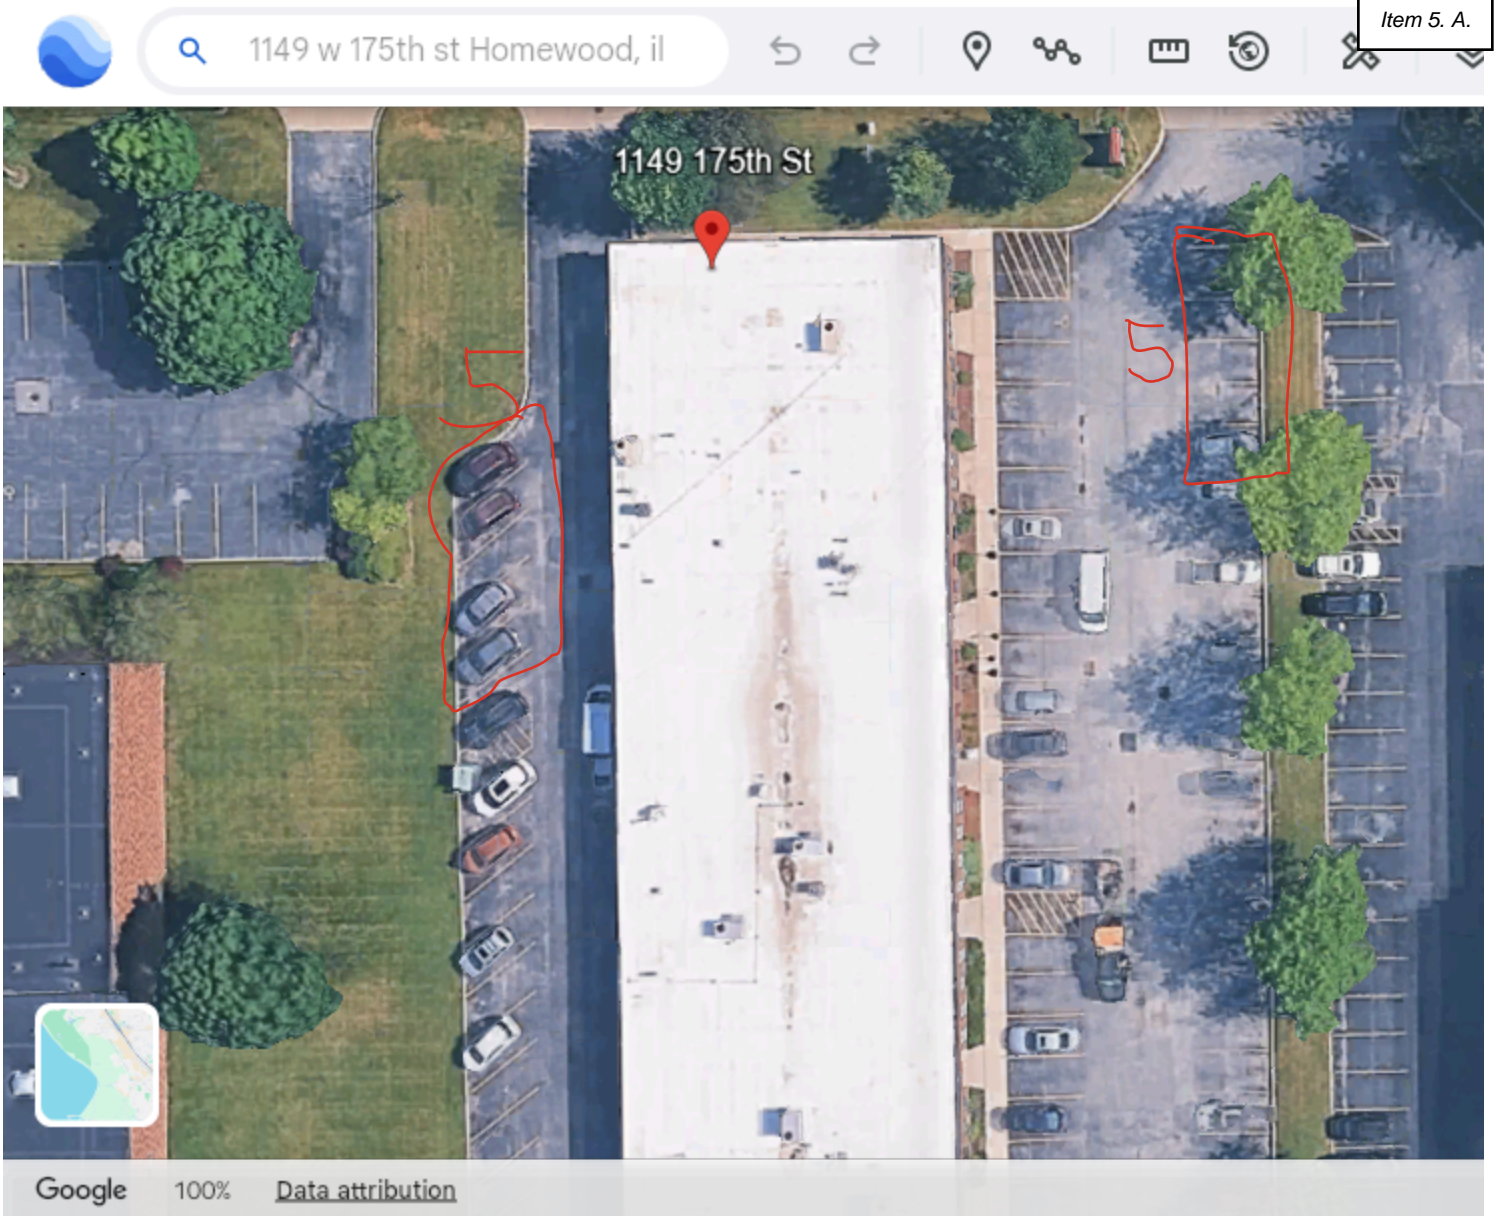 Item 5. A.
1149 w 175th st Homewood, il
1149 175th St
5
5
Google 100% Data attribution